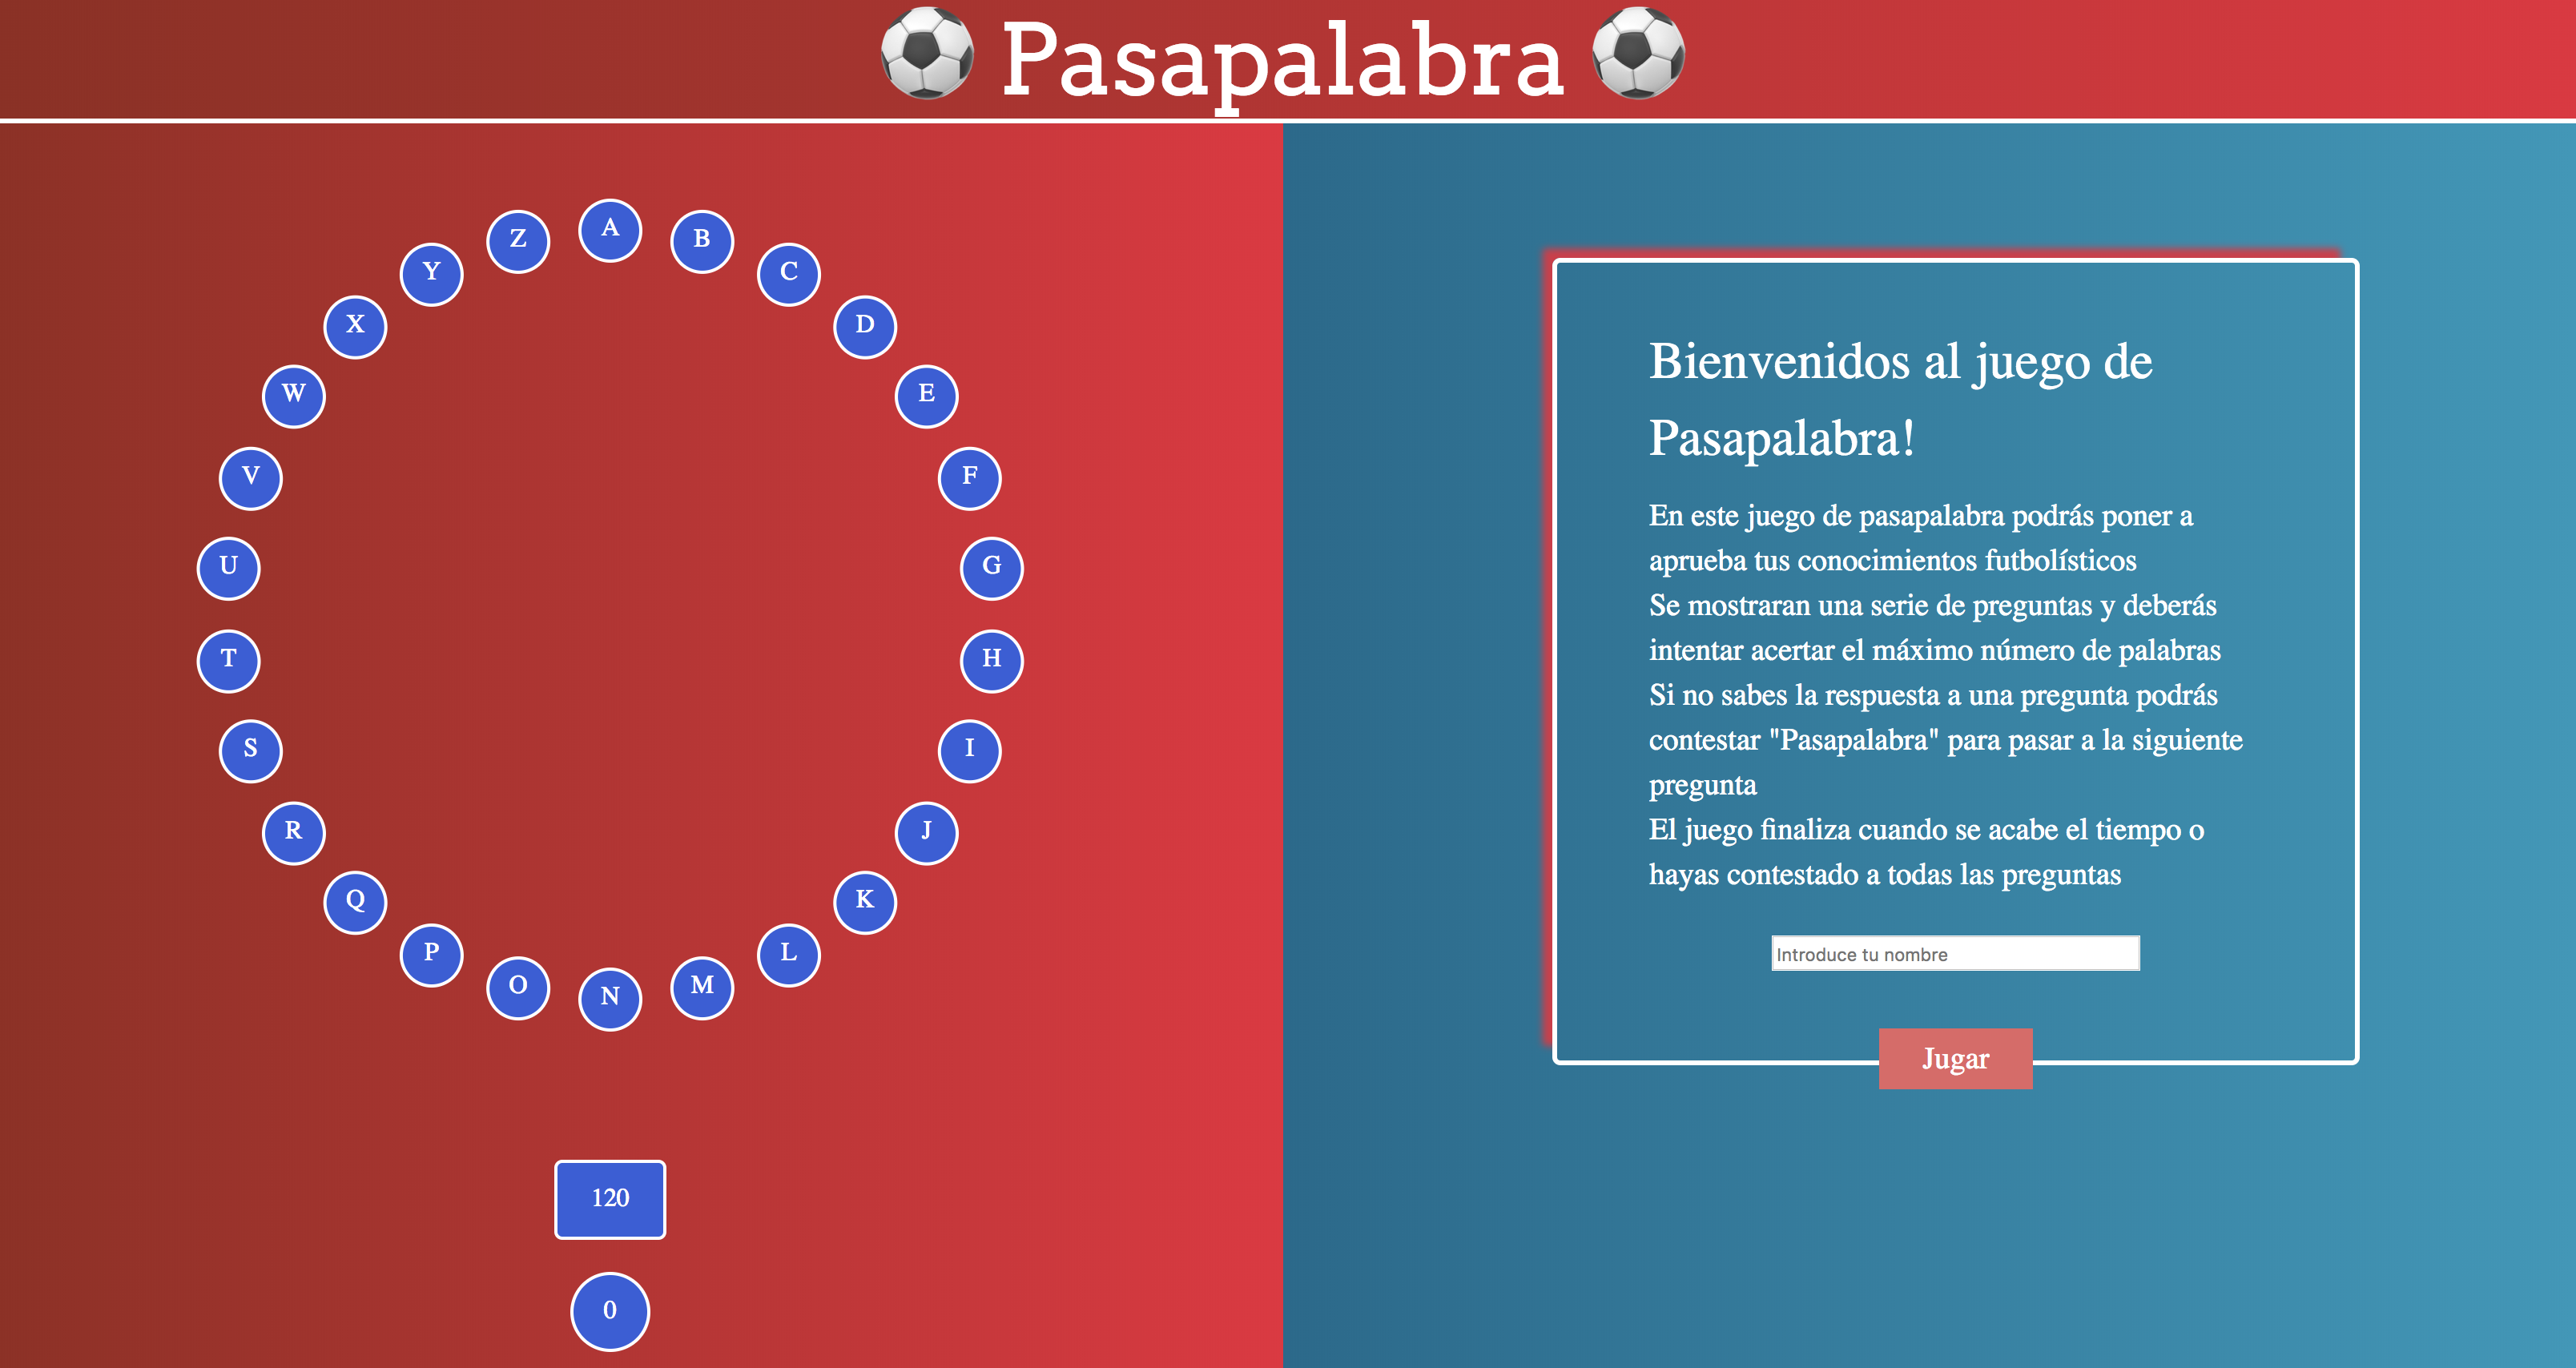 Pasapalabra
A
B
C
D
E
F
G
H
I
J
K
L
M
N
O
P
Q
R
S
T
U
V
W
X
Y
Z
120
0
Bienvenidos al juego de
Pasapalabra!
En este juego de pasapalabra podrás poner a
aprueba tus conocimientos futbolísticos
Se mostraran una serie de preguntas y deberás
intentar acertar el máximo número de palabras
Si no sabes la respuesta a una pregunta podrás
contestar "Pasapalabra" para pasar a la siguiente
pregunta
El juego finaliza cuando se acabe el tiempo o
hayas contestado a todas las preguntas
Introduce tu nombre
Jugar